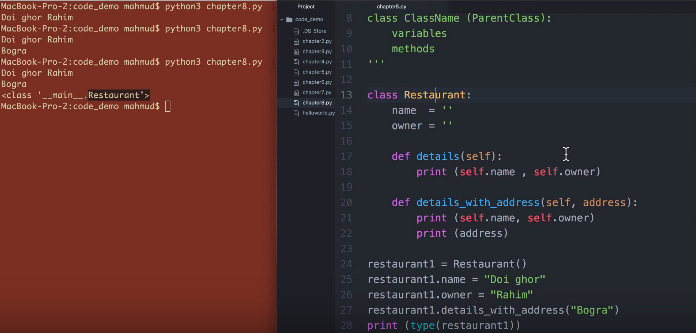 MacBook-Pro-2:code_demo mahmud$ python3 chapter8.py
Doi ghor Rahim
MacBook-Pro-2:code_demo mahmud$ python3 chapter8.py
Doi ghor Rahim
Bogra
MacBook-Pro-2:code_demo mahmud$ python3 chapter8.py
Doi ghor Rahim
Bogra
<class '__main__.Restaurant'>
MacBook-Pro-2:code_demo mahmud$
Project
code_demo
.DS_Store
chapter2.py
chapter3.py
chapter4.py
chapter5.py
chapter6.py
chapter7.py
chapter8.py
helloworld.py
chapter8.py
8 class ClassName (ParentClass):
9     variables
10     methods
11 '''
12
13 class Restaurant:
14     name  = ''
15     owner = ''
16
17     def details(self):
18         print (self.name , self.owner)
19
20     def details_with_address(self, address):
21         print (self.name, self.owner)
22         print (address)
23
24 restaurant1 = Restaurant()
25 restaurant1.name = "Doi ghor"
26 restaurant1.owner = "Rahim"
27 restaurant1.details_with_address("Bogra")
28 print (type(restaurant1))